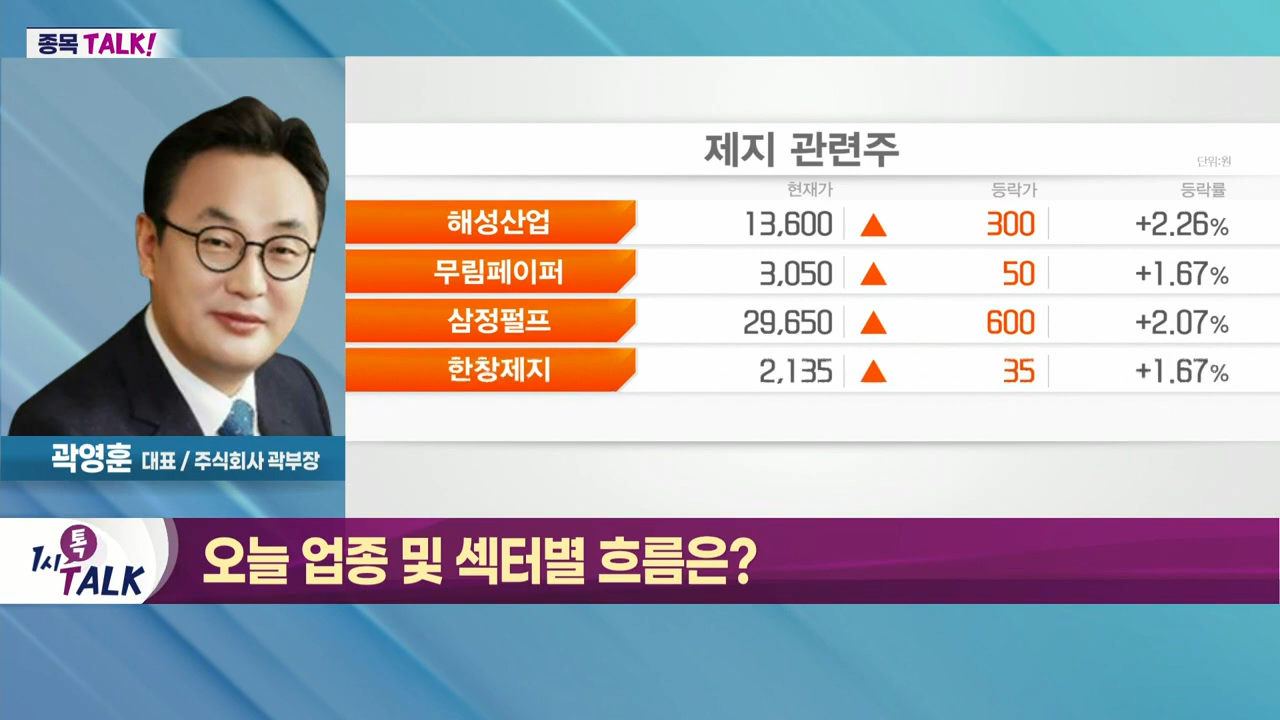 종목 TALK!
제지 관련주
단위:원
현재가 등락가 등락률
해성산업 13,600 ▲ 300 +2.26%
무림페이퍼 3,050 ▲ 50 +1.67%
삼정펄프 29,650 ▲ 600 +2.07%
한창제지 2,135 ▲ 35 +1.67%
곽영훈 대표 / 주식회사 곽부장
1시 톡 TALK
오늘 업종 및 섹터별 흐름은?